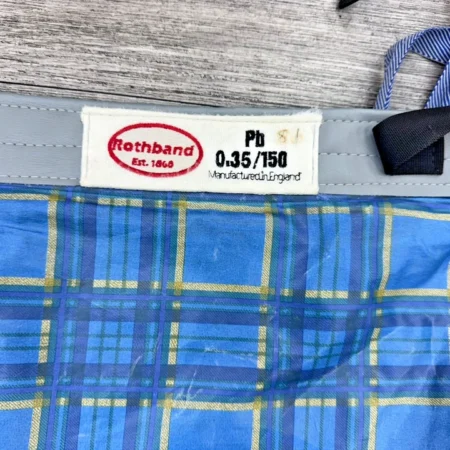 Rothband
Est. 1868
Pb
0.35/150
Manufactured in England